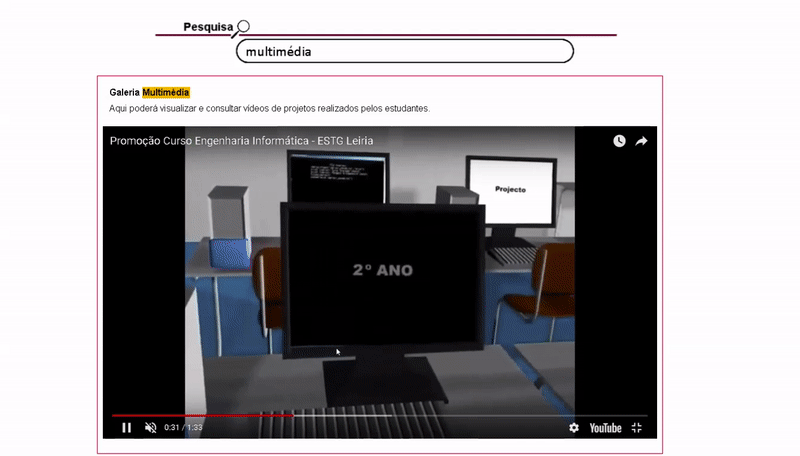 Pesquisa
multimédia
Galeria Multimédia
Aqui poderá visualizar e consultar vídeos de projetos realizados pelos estudantes.
Promoção Curso Engenharia Informática - ESTG Leiria
Projecto
2º ANO
0:31 / 1:33
YouTube